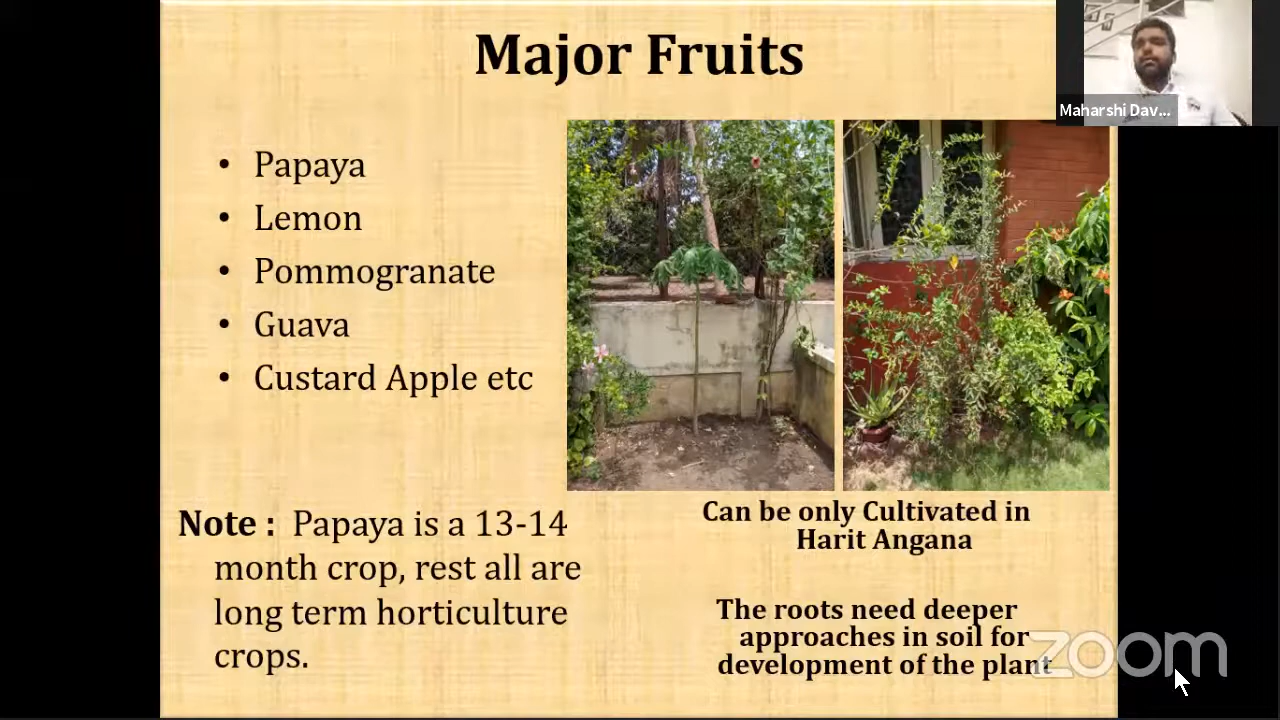 Major Fruits
Maharshi Dav...
• Papaya
• Lemon
• Pommogranate
• Guava
• Custard Apple etc
Note : Papaya is a 13-14
month crop, rest all are
long term horticulture
crops.
Can be only Cultivated in
Harit Angana
The roots need deeper
approaches in soil for
development of the plant
zoom